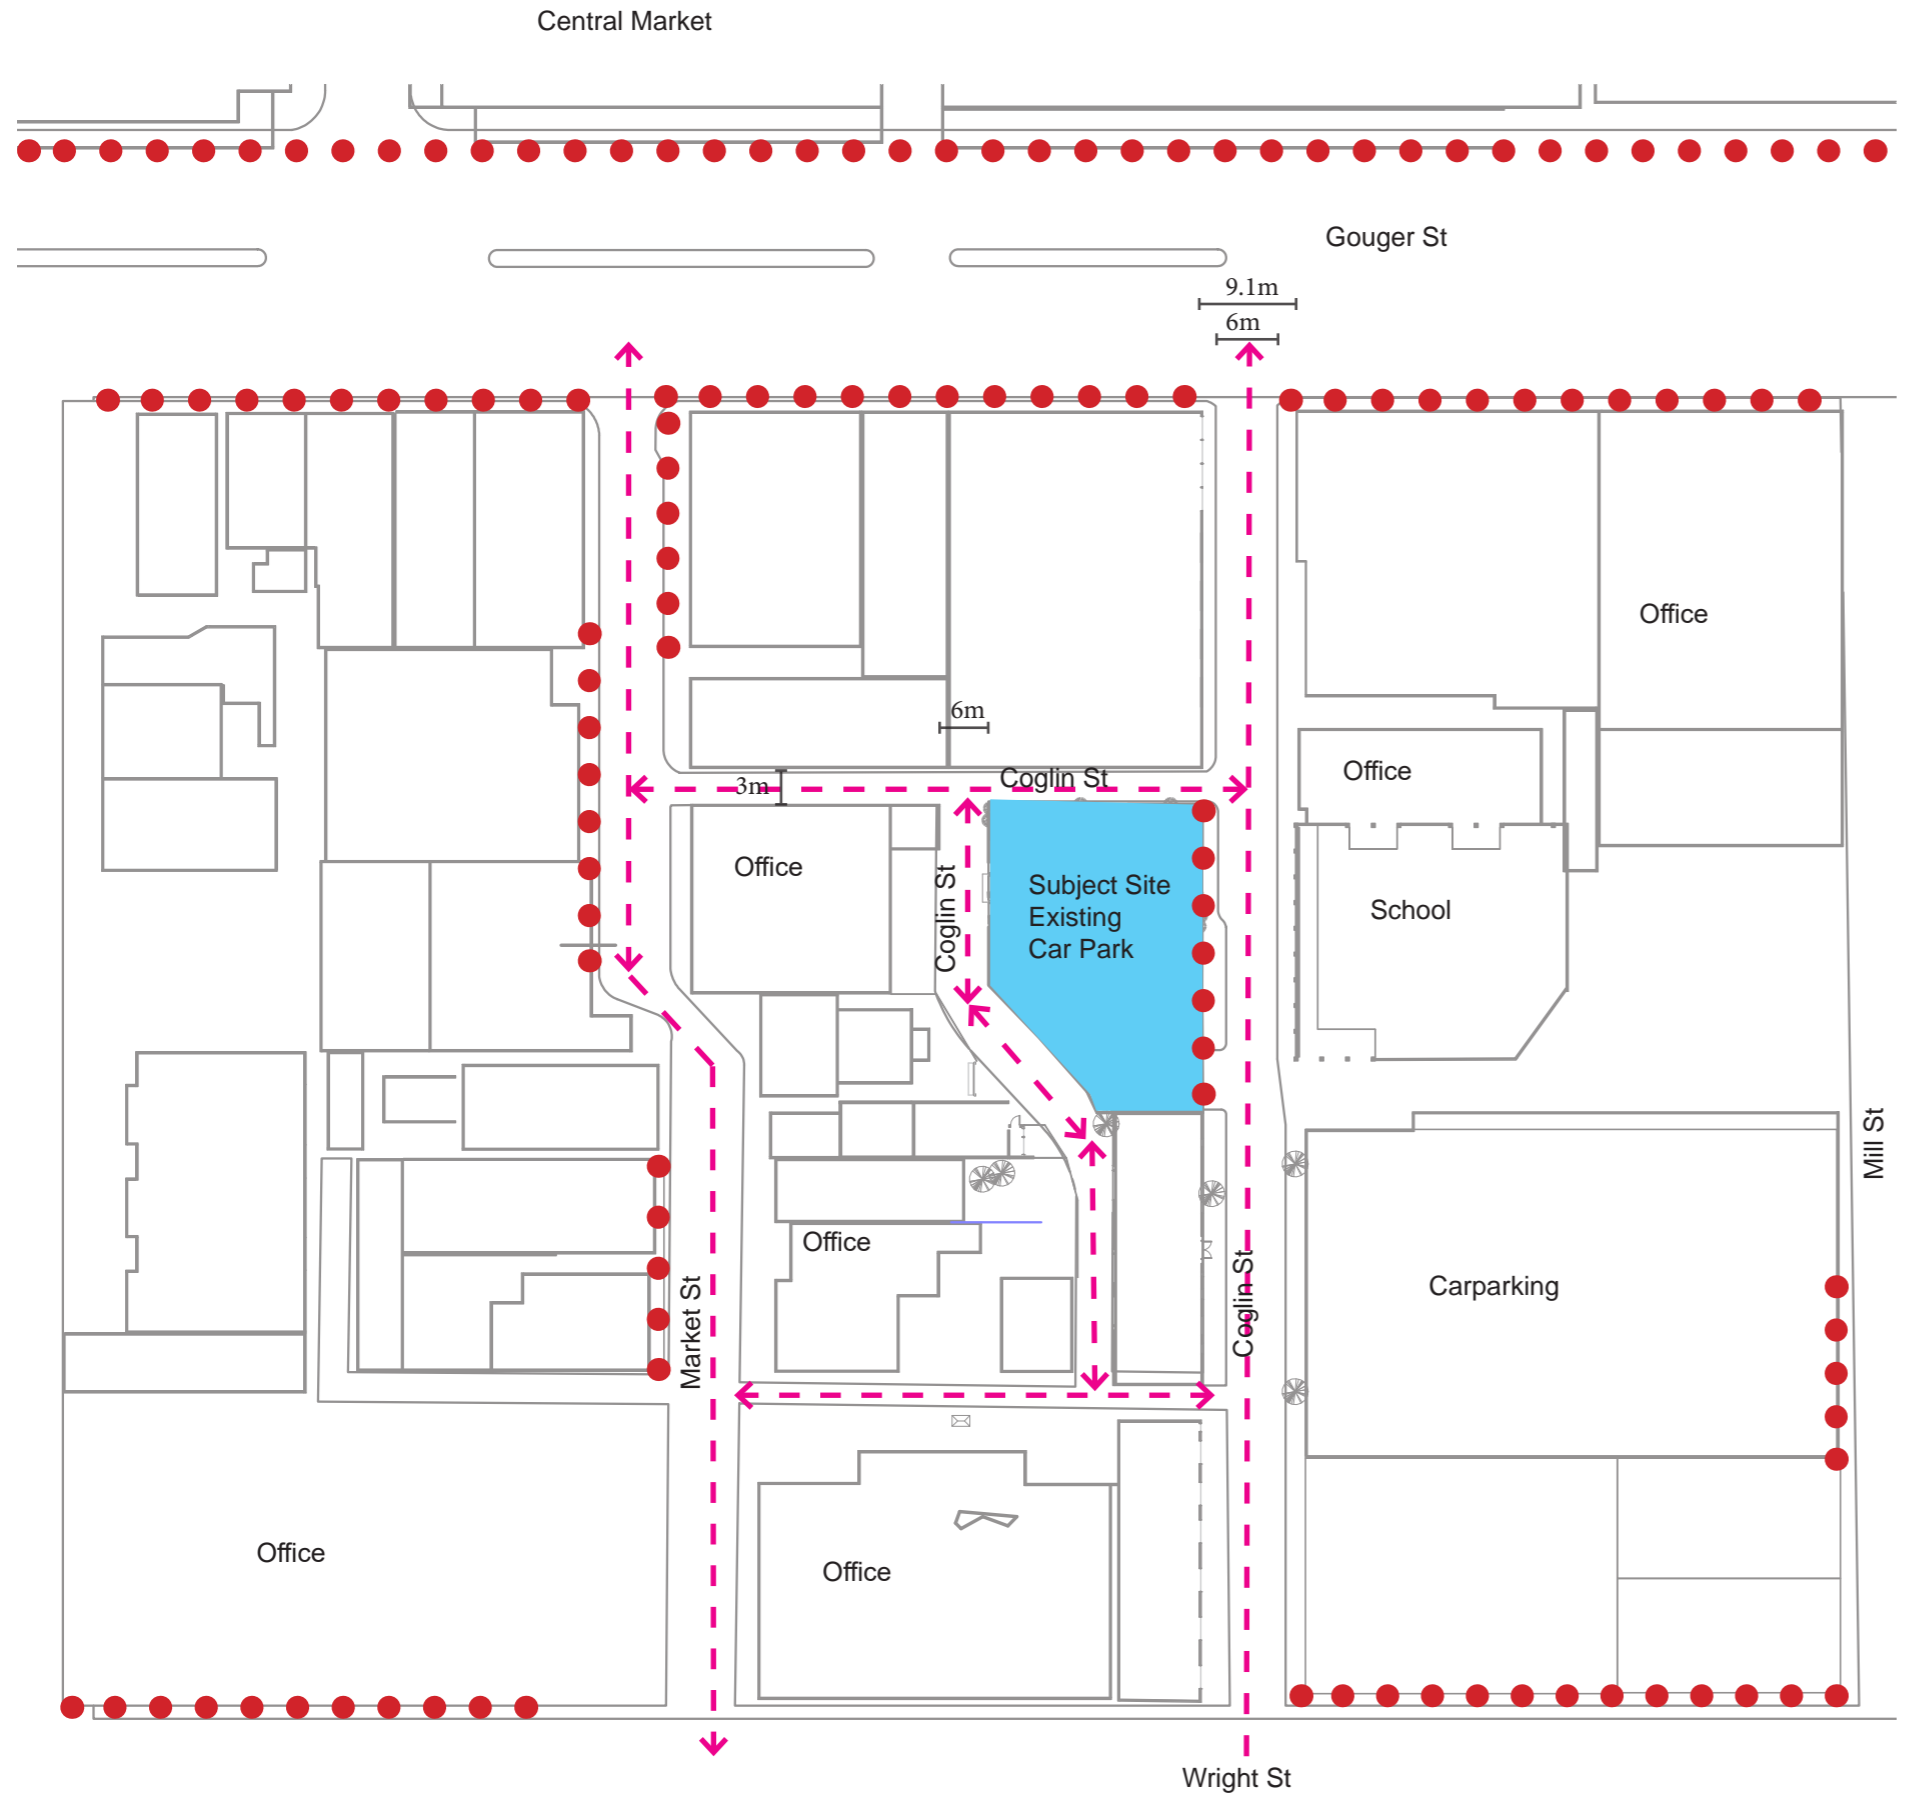 Central Market
Gouger St
9.1m
6m
Office
6m
Office
Coglin St
3m
Office
Coglin St
Subject Site
Existing
Car Park
School
Mill St
Office
Coglin St
Carparking
Market St
Office
Office
Wright St